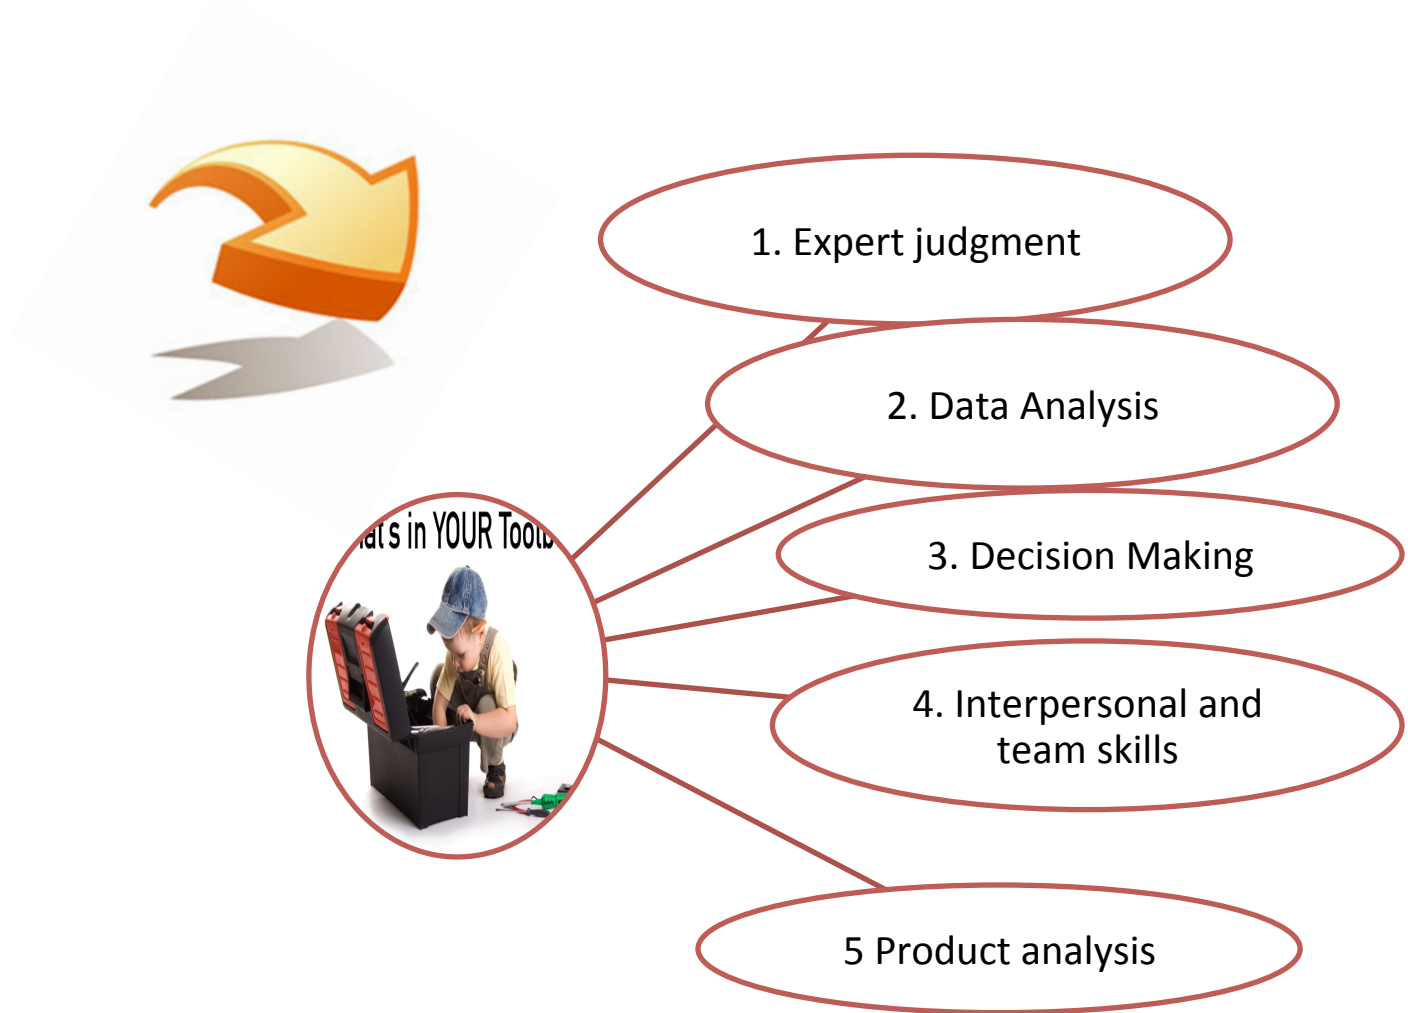 1. Expert judgment
2. Data Analysis
3. Decision Making
in YOUR
4. Interpersonal and
team skills
5 Product analysis